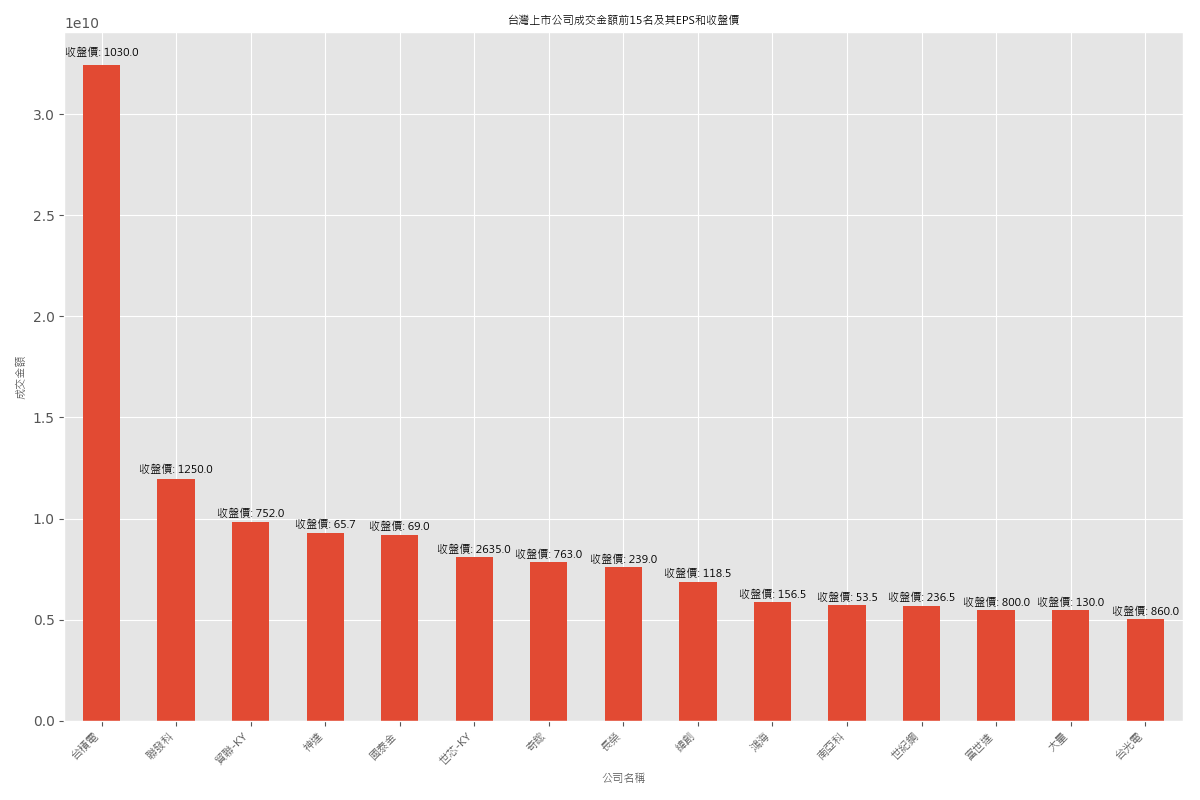 台灣上市公司成交金額前15名及其EPS和收盤價
1e10
收盤價: 1030.0
3.0
2.5
2.0
1.5
收盤價: 1250.0
收盤價: 752.0
1.0
收盤價: 65.7
收盤價: 69.0
收盤價: 2635.0
收盤價: 763.0
收盤價: 239.0
收盤價: 118.5
收盤價: 156.5
收盤價: 53.5
收盤價: 236.5
收盤價: 800.0
收盤價: 130.0
收盤價: 860.0
0.5
0.0
成交金額
台積電
聯發科
貿聯-KY
神達
國泰金
世芯-KY
奇鋐
長榮
緯創
鴻海
南亞科
世紀鋼
富世達
大量
台光電
公司名稱